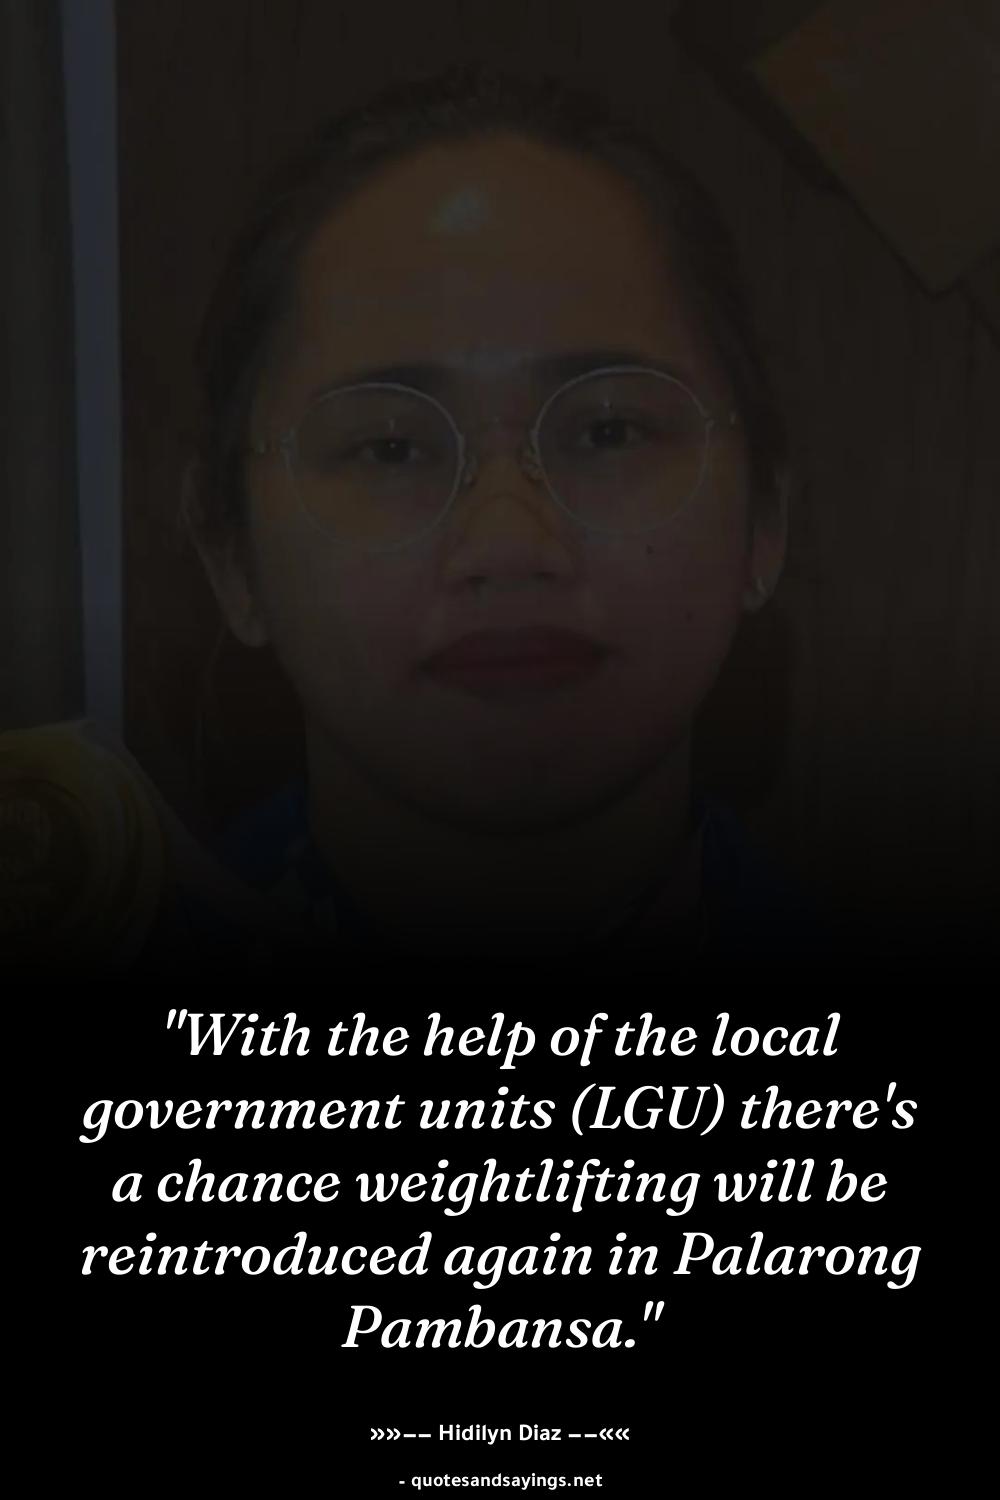 "With the help of the local
government units (LGU) there's
a chance weightlifting will be
reintroduced again in Palarong
Pambansa."
»»–– Hidilyn Diaz ––««
- quotesandsayings.net